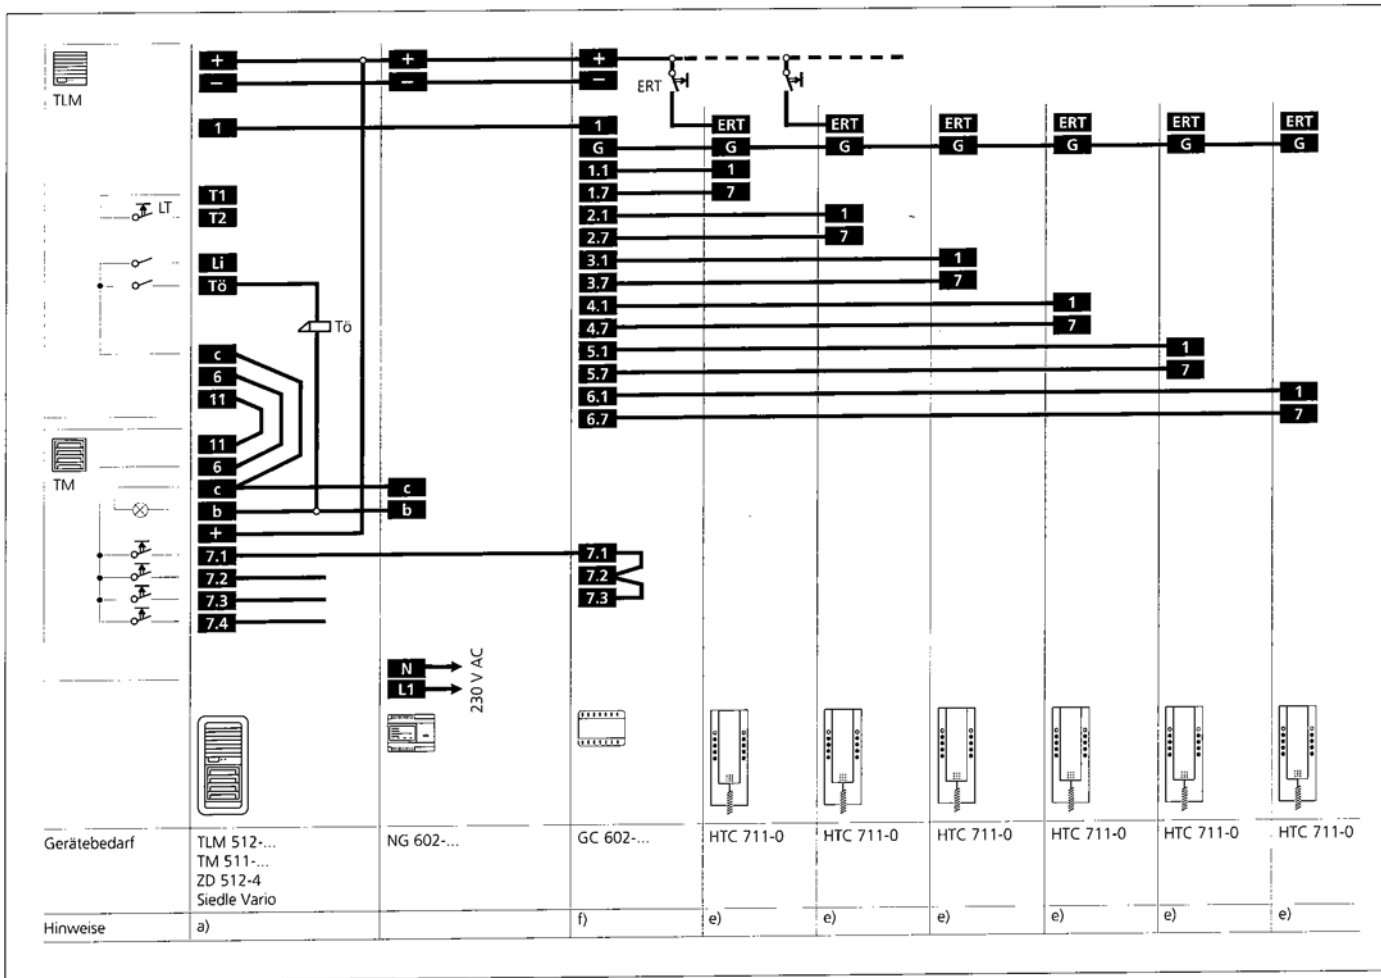 TLM
+ + +
− − −
ERT
1 1 ERT ERT ERT ERT ERT ERT
G G G G G G G
1.1 1
1.7 7
T1
LT T2
2.1 1
2.7 7
Li 3.1 1
Tö 3.7 7
4.1 1
Tö 4.7 7
c 5.1 1
6 5.7 7
11 6.1 1
6.7 7
11
6
TM
c c
b b
+
7.1 7.1
7.2 7.2
7.3 7.3
7.4
N
L1
230 V AC
Gerätebedarf TLM 512-... NG 602-... GC 602-... HTC 711-0 HTC 711-0 HTC 711-0 HTC 711-0 HTC 711-0 HTC 711-0
TM 511-...
ZD 512-4
Siedle Vario
Hinweise a) f) e) e) e) e) e) e)